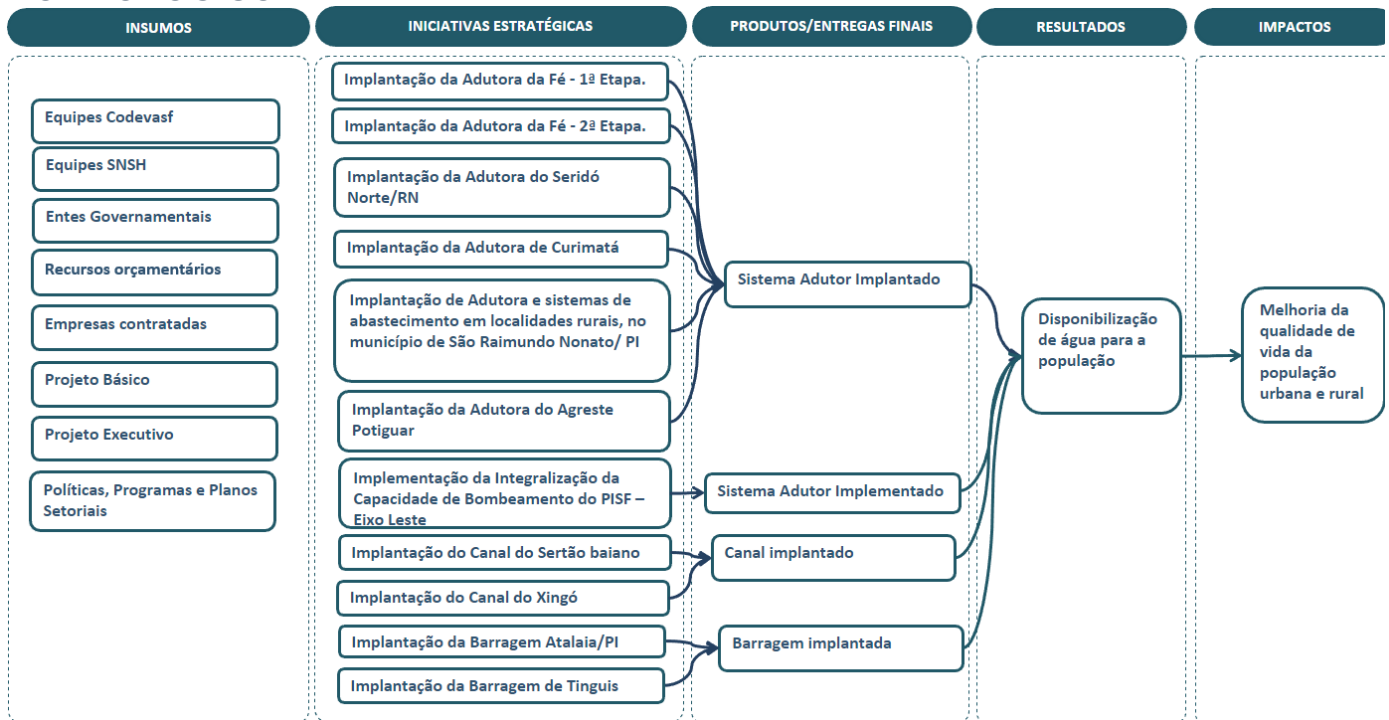 INSUMOS
INICIATIVAS ESTRATÉGICAS
PRODUTOS/ENTREGAS FINAIS
RESULTADOS
IMPACTOS
Equipes Codevasf
Equipes SNSH
Entes Governamentais
Recursos orçamentários
Empresas contratadas
Projeto Básico
Projeto Executivo
Políticas, Programas e Planos
Setoriais
Implantação da Adutora da Fé - 1ª Etapa.
Implantação da Adutora da Fé - 2ª Etapa.
Implantação da Adutora do Seridó
Norte/RN
Implantação da Adutora de Curimatá
Implantação de Adutora e sistemas de
abastecimento em localidades rurais, no
município de São Raimundo Nonato/ PI
Implantação da Adutora do Agreste
Potiguar
Implementação da Integralização da
Capacidade de Bombeamento do PISF –
Eixo Leste
Implantação do Canal do Sertão baiano
Implantação do Canal do Xingó
Implantação da Barragem Atalaia/PI
Implantação da Barragem de Tinguis
Sistema Adutor Implantado
Sistema Adutor Implementado
Canal implantado
Barragem implantada
Disponibilização
de água para a
população
Melhoria da
qualidade de
vida da
população
urbana e rural